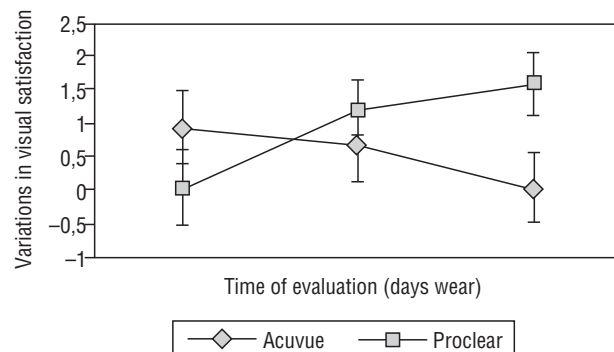 Variations in visual satisfaction
2,5
2
1,5
1
0,5
0
–0,5
–1
Time of evaluation (days wear)
Acuvue Proclear